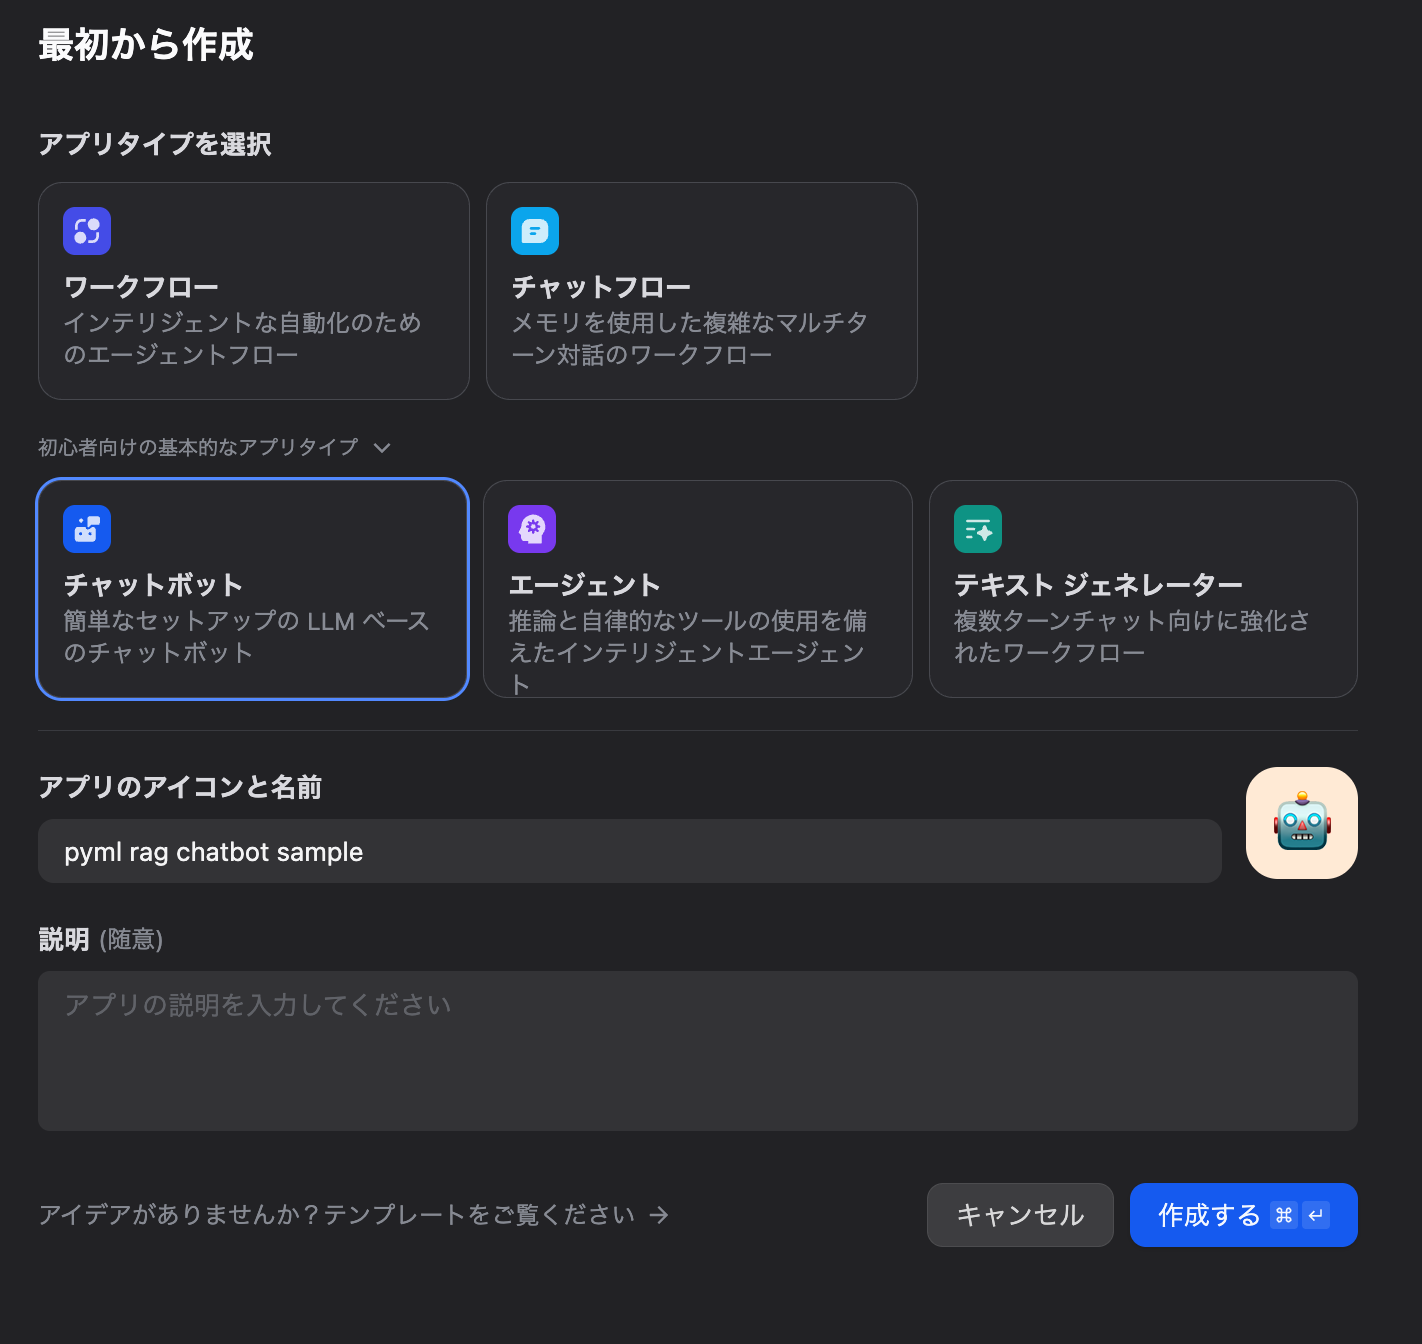 最初から作成
アプリタイプを選択
ワークフロー
インテリジェントな自動化のため
のエージェントフロー
チャットフロー
メモリを使用した複雑なマルチタ
ーン対話のワークフロー
初心者向けの基本的なアプリタイプ
チャットボット
簡単なセットアップの LLM ベース
のチャットボット
エージェント
推論と自律的なツールの使用を備
えたインテリジェントエージェン
ト
テキスト ジェネレーター
複数ターンチャット向けに強化さ
れたワークフロー
アプリのアイコンと名前
pyml rag chatbot sample
説明 (随意)
アプリの説明を入力してください
アイデアがありませんか？テンプレートをご覧ください →
キャンセル
作成する ⌘ ↵